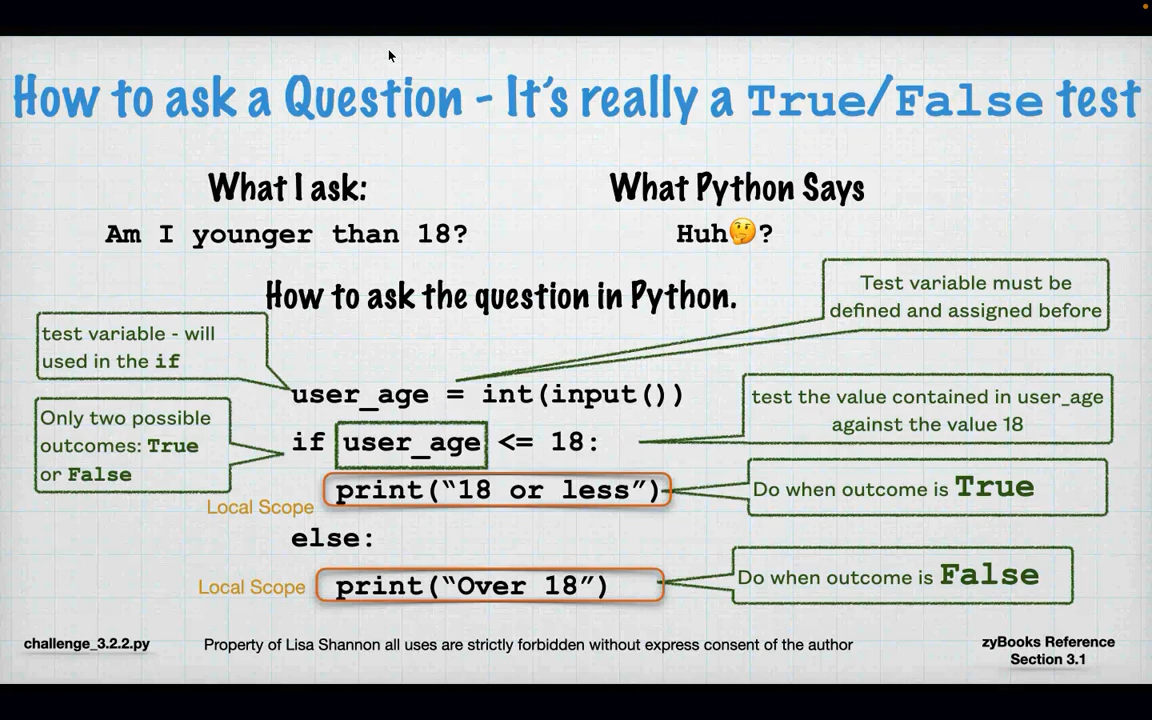 How to ask a Question - It's really a True/False test
What I ask:
What Python Says
Am I younger than 18?
Huh🤔?
How to ask the question in Python.
Test variable must be
defined and assigned before
test variable - will
used in the if
user_age = int(input())
test the value contained in user_age
against the value 18
Only two possible
outcomes: True
or False
if user_age <= 18:
print(“18 or less”)
Do when outcome is True
Local Scope
else:
Local Scope
print(“Over 18”)
Do when outcome is False
challenge_3.2.2.py
Property of Lisa Shannon all uses are strictly forbidden without express consent of the author
zyBooks Reference
Section 3.1